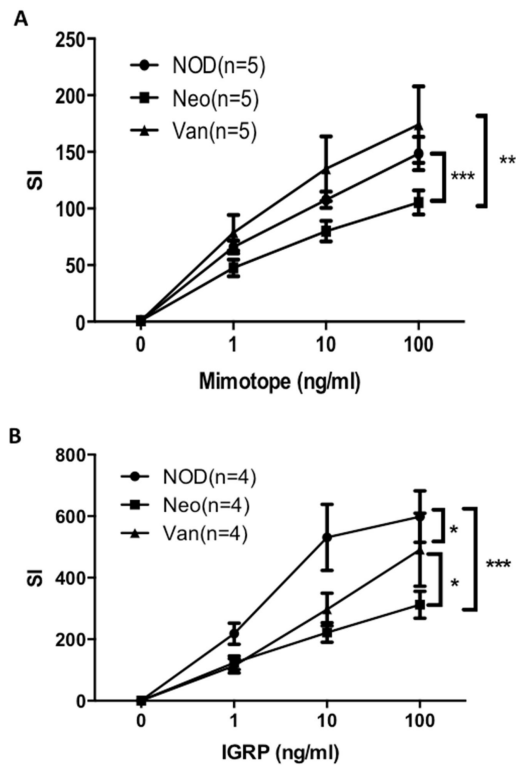 A
250
NOD(n=5)
200
Neo(n=5)
Van(n=5)
150
SI
***
**
100
50
0
0 1 10 100
Mimotope (ng/ml)
B
800
NOD(n=4)
Neo(n=4)
600
Van(n=4)
*
SI
400
***
*
200
0
0 1 10 100
IGRP (ng/ml)